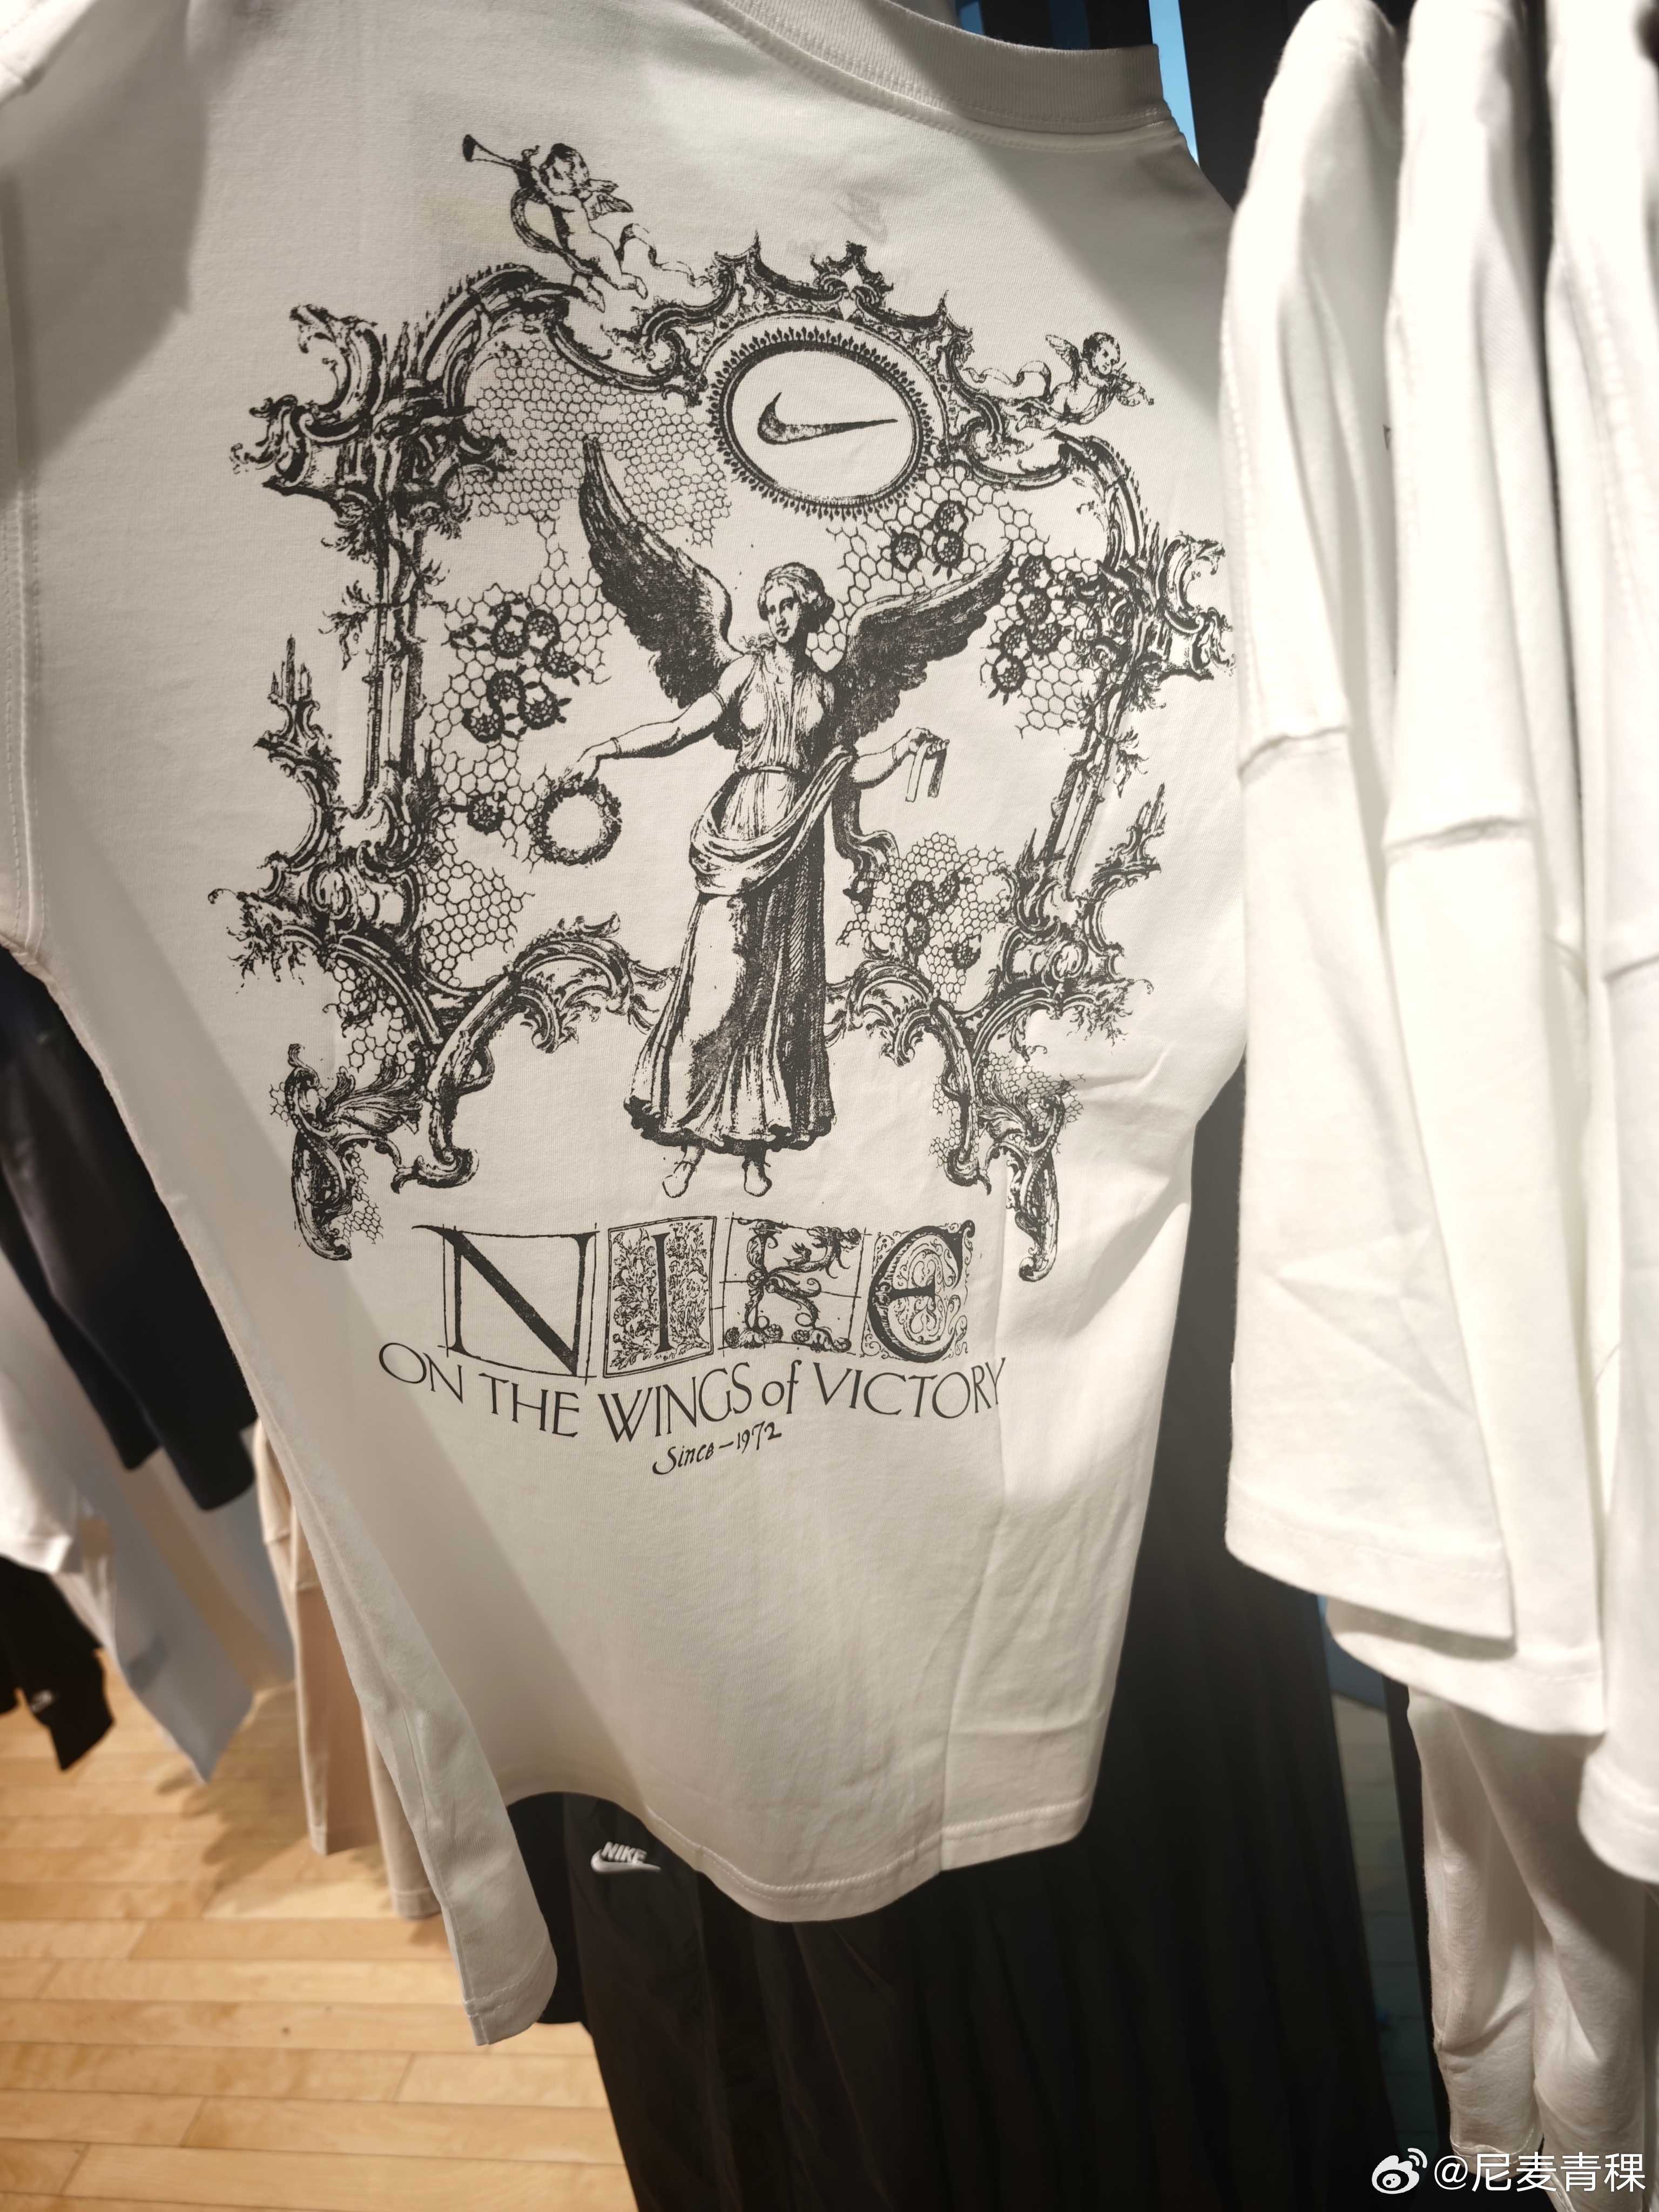 NIKE
ON THE WINGS of VICTORY
Since-1972
NIKE
@尼麦青稞